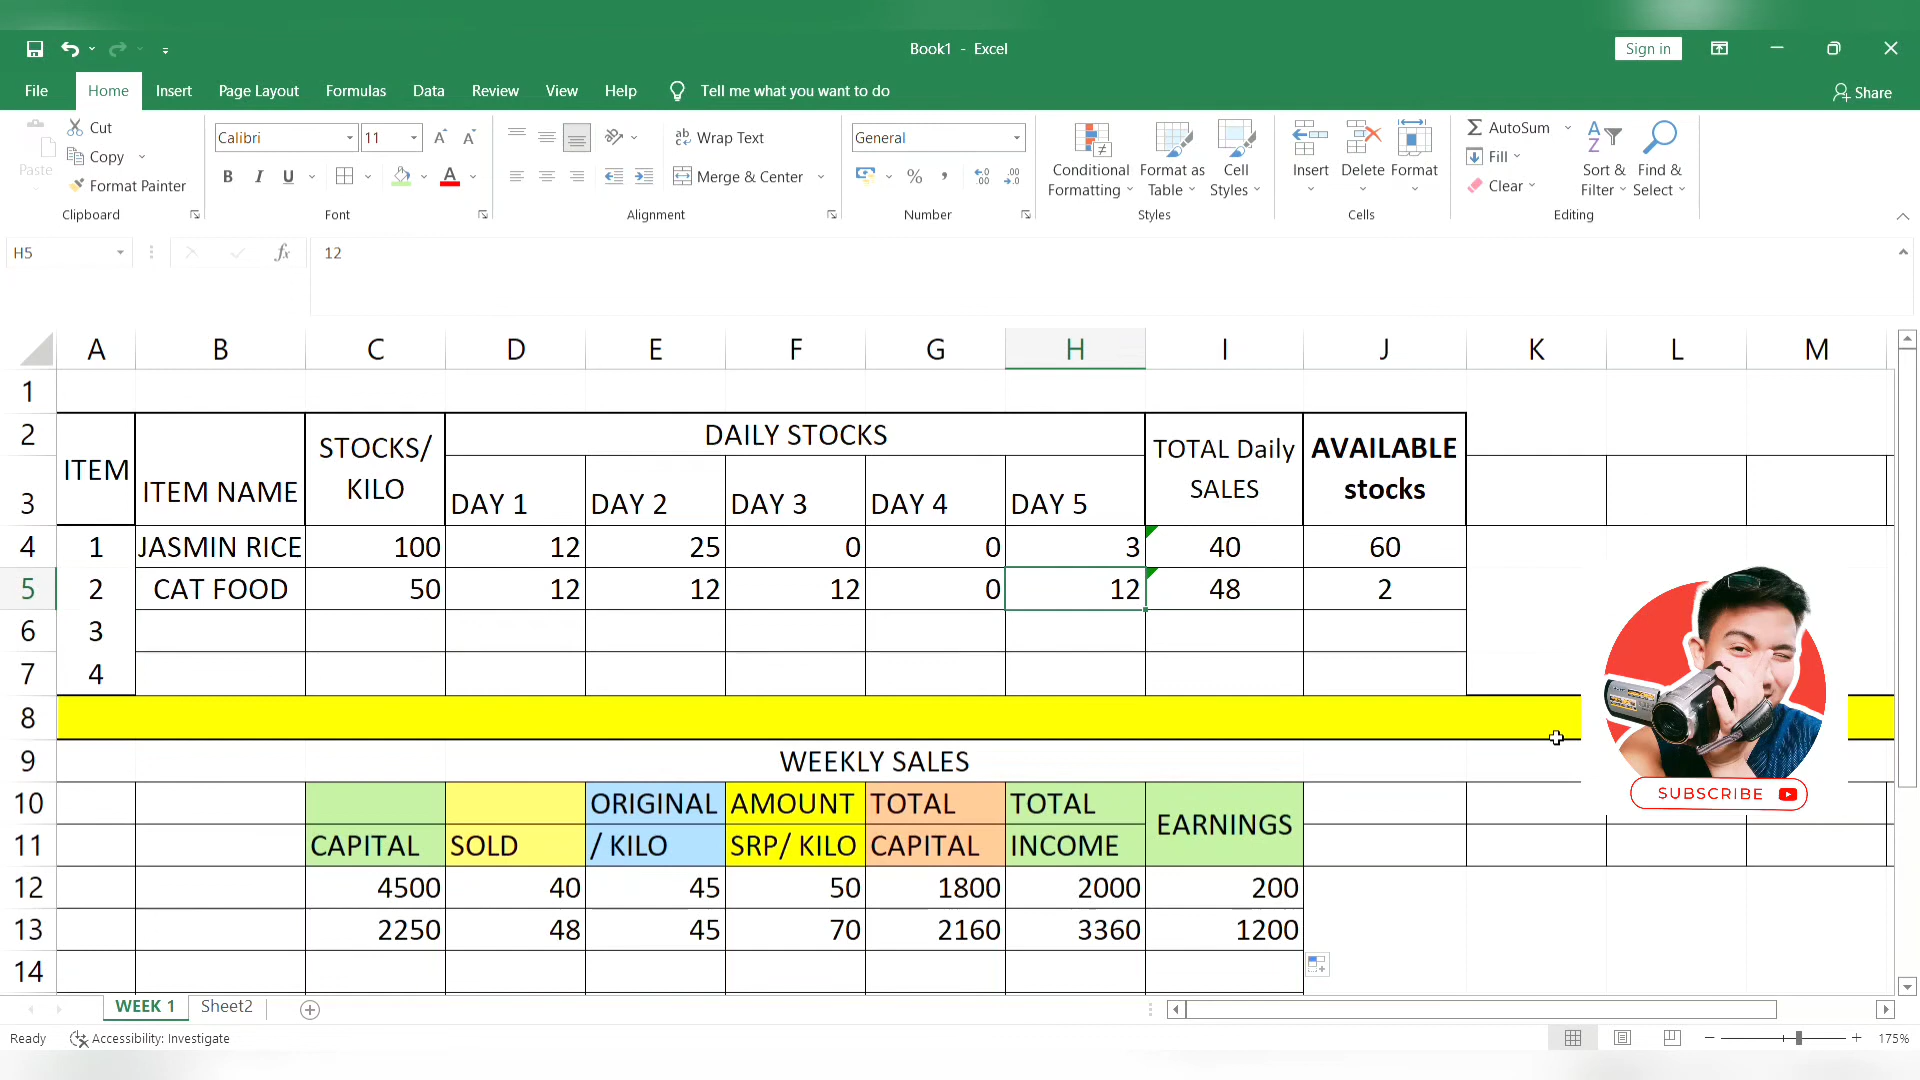 Book1 - Excel
Sign in
File Home Insert Page Layout Formulas Data Review View Help Tell me what you want to do
Share
Paste
Cut
Copy
Format Painter
Clipboard
Calibri 11
B I U
Font
Wrap Text
Merge & Center
Alignment
General
Number
Conditional Formatting
Format as Table
Cell Styles
Styles
Insert Delete Format
Cells
AutoSum
Fill
Clear
Sort & Filter
Find & Select
Editing
H5 fx 12
A B C D E F G H I J K L M
1
2 ITEM ITEM NAME STOCKS/ KILO DAILY STOCKS TOTAL Daily SALES AVAILABLE stocks
3 DAY 1 DAY 2 DAY 3 DAY 4 DAY 5
4 1 JASMIN RICE 100 12 25 0 0 3 40 60
5 2 CAT FOOD 50 12 12 12 0 12 48 2
6 3
7 4
8
9 WEEKLY SALES
10 ORIGINAL AMOUNT TOTAL TOTAL EARNINGS
11 CAPITAL SOLD / KILO SRP/ KILO CAPITAL INCOME
12 4500 40 45 50 1800 2000 200
13 2250 48 45 70 2160 3360 1200
14
SUBSCRIBE
WEEK 1 Sheet2
Ready Accessibility: Investigate
175%